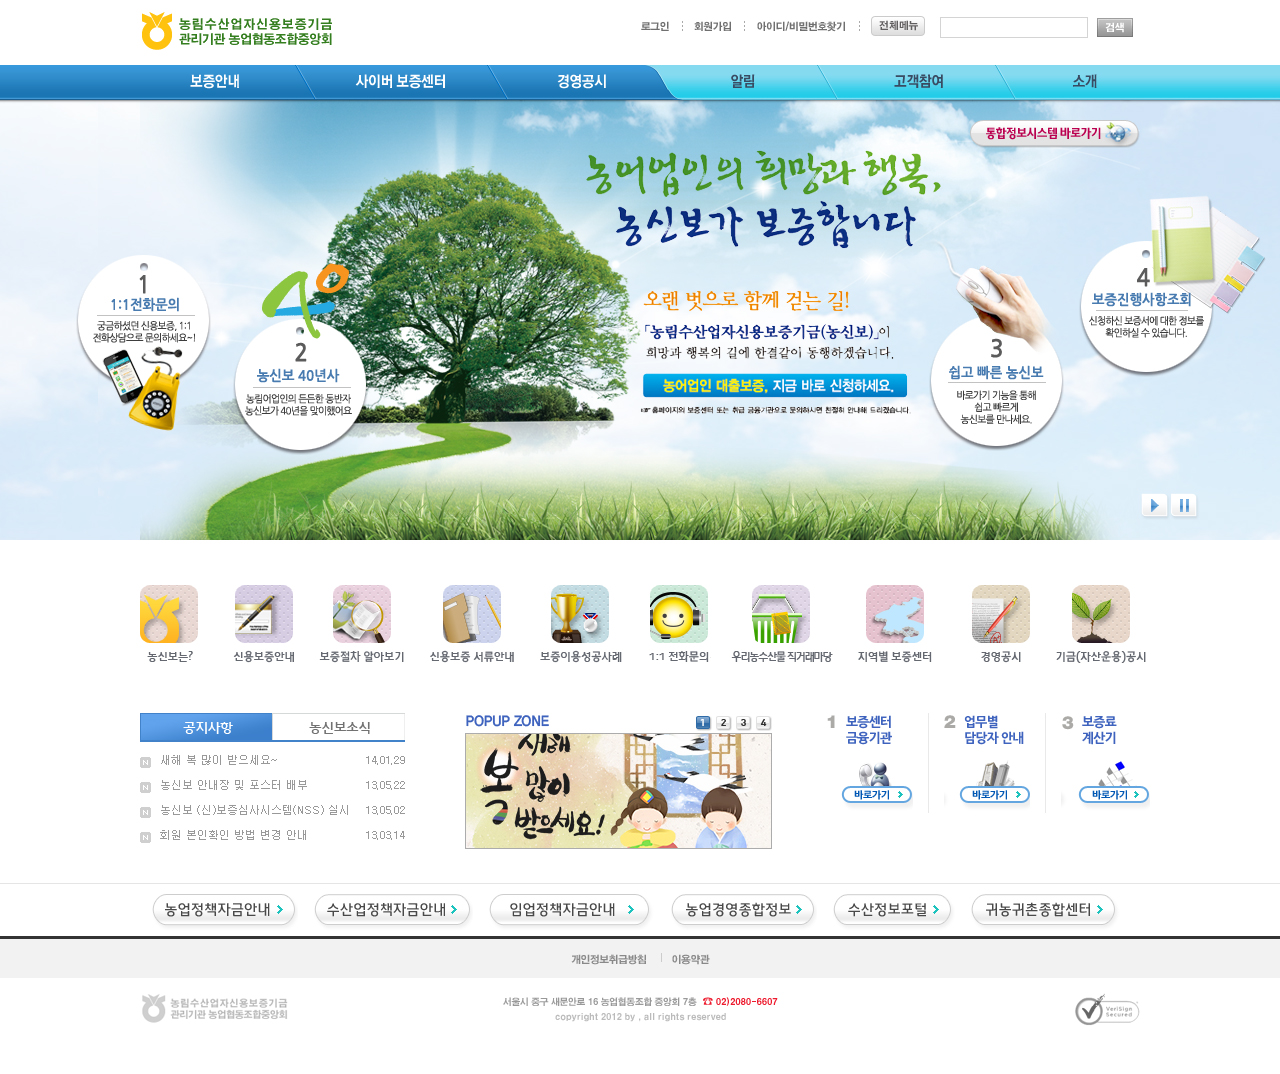 농림수산업자신용보증기금
관리기관 농업협동조합중앙회
로그인 회원가입 아이디/비밀번호찾기 전체메뉴 검색
보증안내 사이버 보증센터 경영공시 알림 고객참여 소개
통합정보시스템 바로가기
농어업인의 희망과 행복,
농신보가 보증합니다
1
1:1전화문의
궁금하셨던 신용보증, 1:1
전화상담으로 문의하세요~!
40
2
농신보 40년사
농림어업인의 든든한 동반자
농신보가 40년을 맞이했어요
오랜 벗으로 함께 걷는 길!
「농림수산업자신용보증기금(농신보)」이
희망과 행복의 길에 한결같이 동행하겠습니다.
농어업인 대출보증, 지금 바로 신청하세요.
☞ 홈페이지의 보증센터 또는 취급 금융기관으로 문의하시면 친절히 안내해 드리겠습니다.
3
쉽고 빠른 농신보
바로가기 기능을 통해
쉽고 빠르게
농신보를 만나세요.
4
보증진행사항조회
신청하신 보증서에 대한 정보를
확인하실 수 있습니다.
농신보는? 신용보증안내 보증절차 알아보기 신용보증 서류안내 보증이용성공사례 1:1 전화문의 우리농수산물 직거래마당 지역별 보증센터 경영공시 기금(자산운용)공시
공지사항 농신보소식
N 새해 복 많이 받으세요~ 14.01.29
N 농신보 안내장 및 포스터 배부 13.05.22
N 농신보 (신)보증심사시스템(NSS) 실시 13.05.02
N 회원 본인확인 방법 변경 안내 13.03.14
POPUP ZONE 1 2 3 4
새해
복 많이
받으세요!
1 보증센터
금융기관
바로가기
2 업무별
담당자 안내
바로가기
3 보증료
계산기
바로가기
농업정책자금안내 수산업정책자금안내 임업정책자금안내 농업경영종합정보 수산정보포털 귀농귀촌종합센터
개인정보취급방침 이용약관
농림수산업자신용보증기금
관리기관 농업협동조합중앙회
서울시 중구 새문안로 16 농업협동조합 중앙회 7층 ☎ 02)2080-6607
copyright 2012 by , all rights reserved
VeriSign
Secured